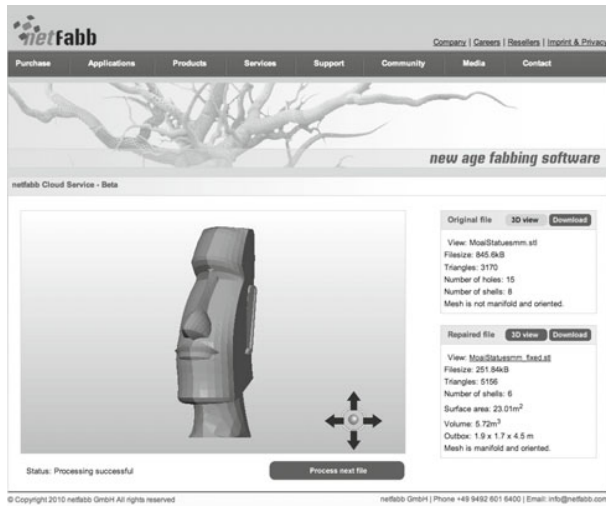 netfabb
Company | Careers | Resellers | Imprint & Privacy
Purchase Applications Products Services Support Community Media Contact
new age fabbing software
netfabb Cloud Service - Beta
Original file 3D view Download
View: MoaiStatuesmm.stl
Filesize: 845.6kB
Triangles: 3170
Number of holes: 15
Number of shells: 8
Mesh is not manifold and oriented.
Repaired file 3D view Download
View: MoaiStatuesmm_fixed.stl
Filesize: 251.84kB
Triangles: 5156
Number of shells: 6
Surface area: 23.01m²
Volume: 5.72m³
Outbox: 1.9 x 1.7 x 4.5 m
Mesh is manifold and oriented.
Status: Processing successful
Process next file
© Copyright 2010 netfabb GmbH All rights reserved
netfabb GmbH | Phone +49 9492 601 6400 | Email: info@netfabb.com